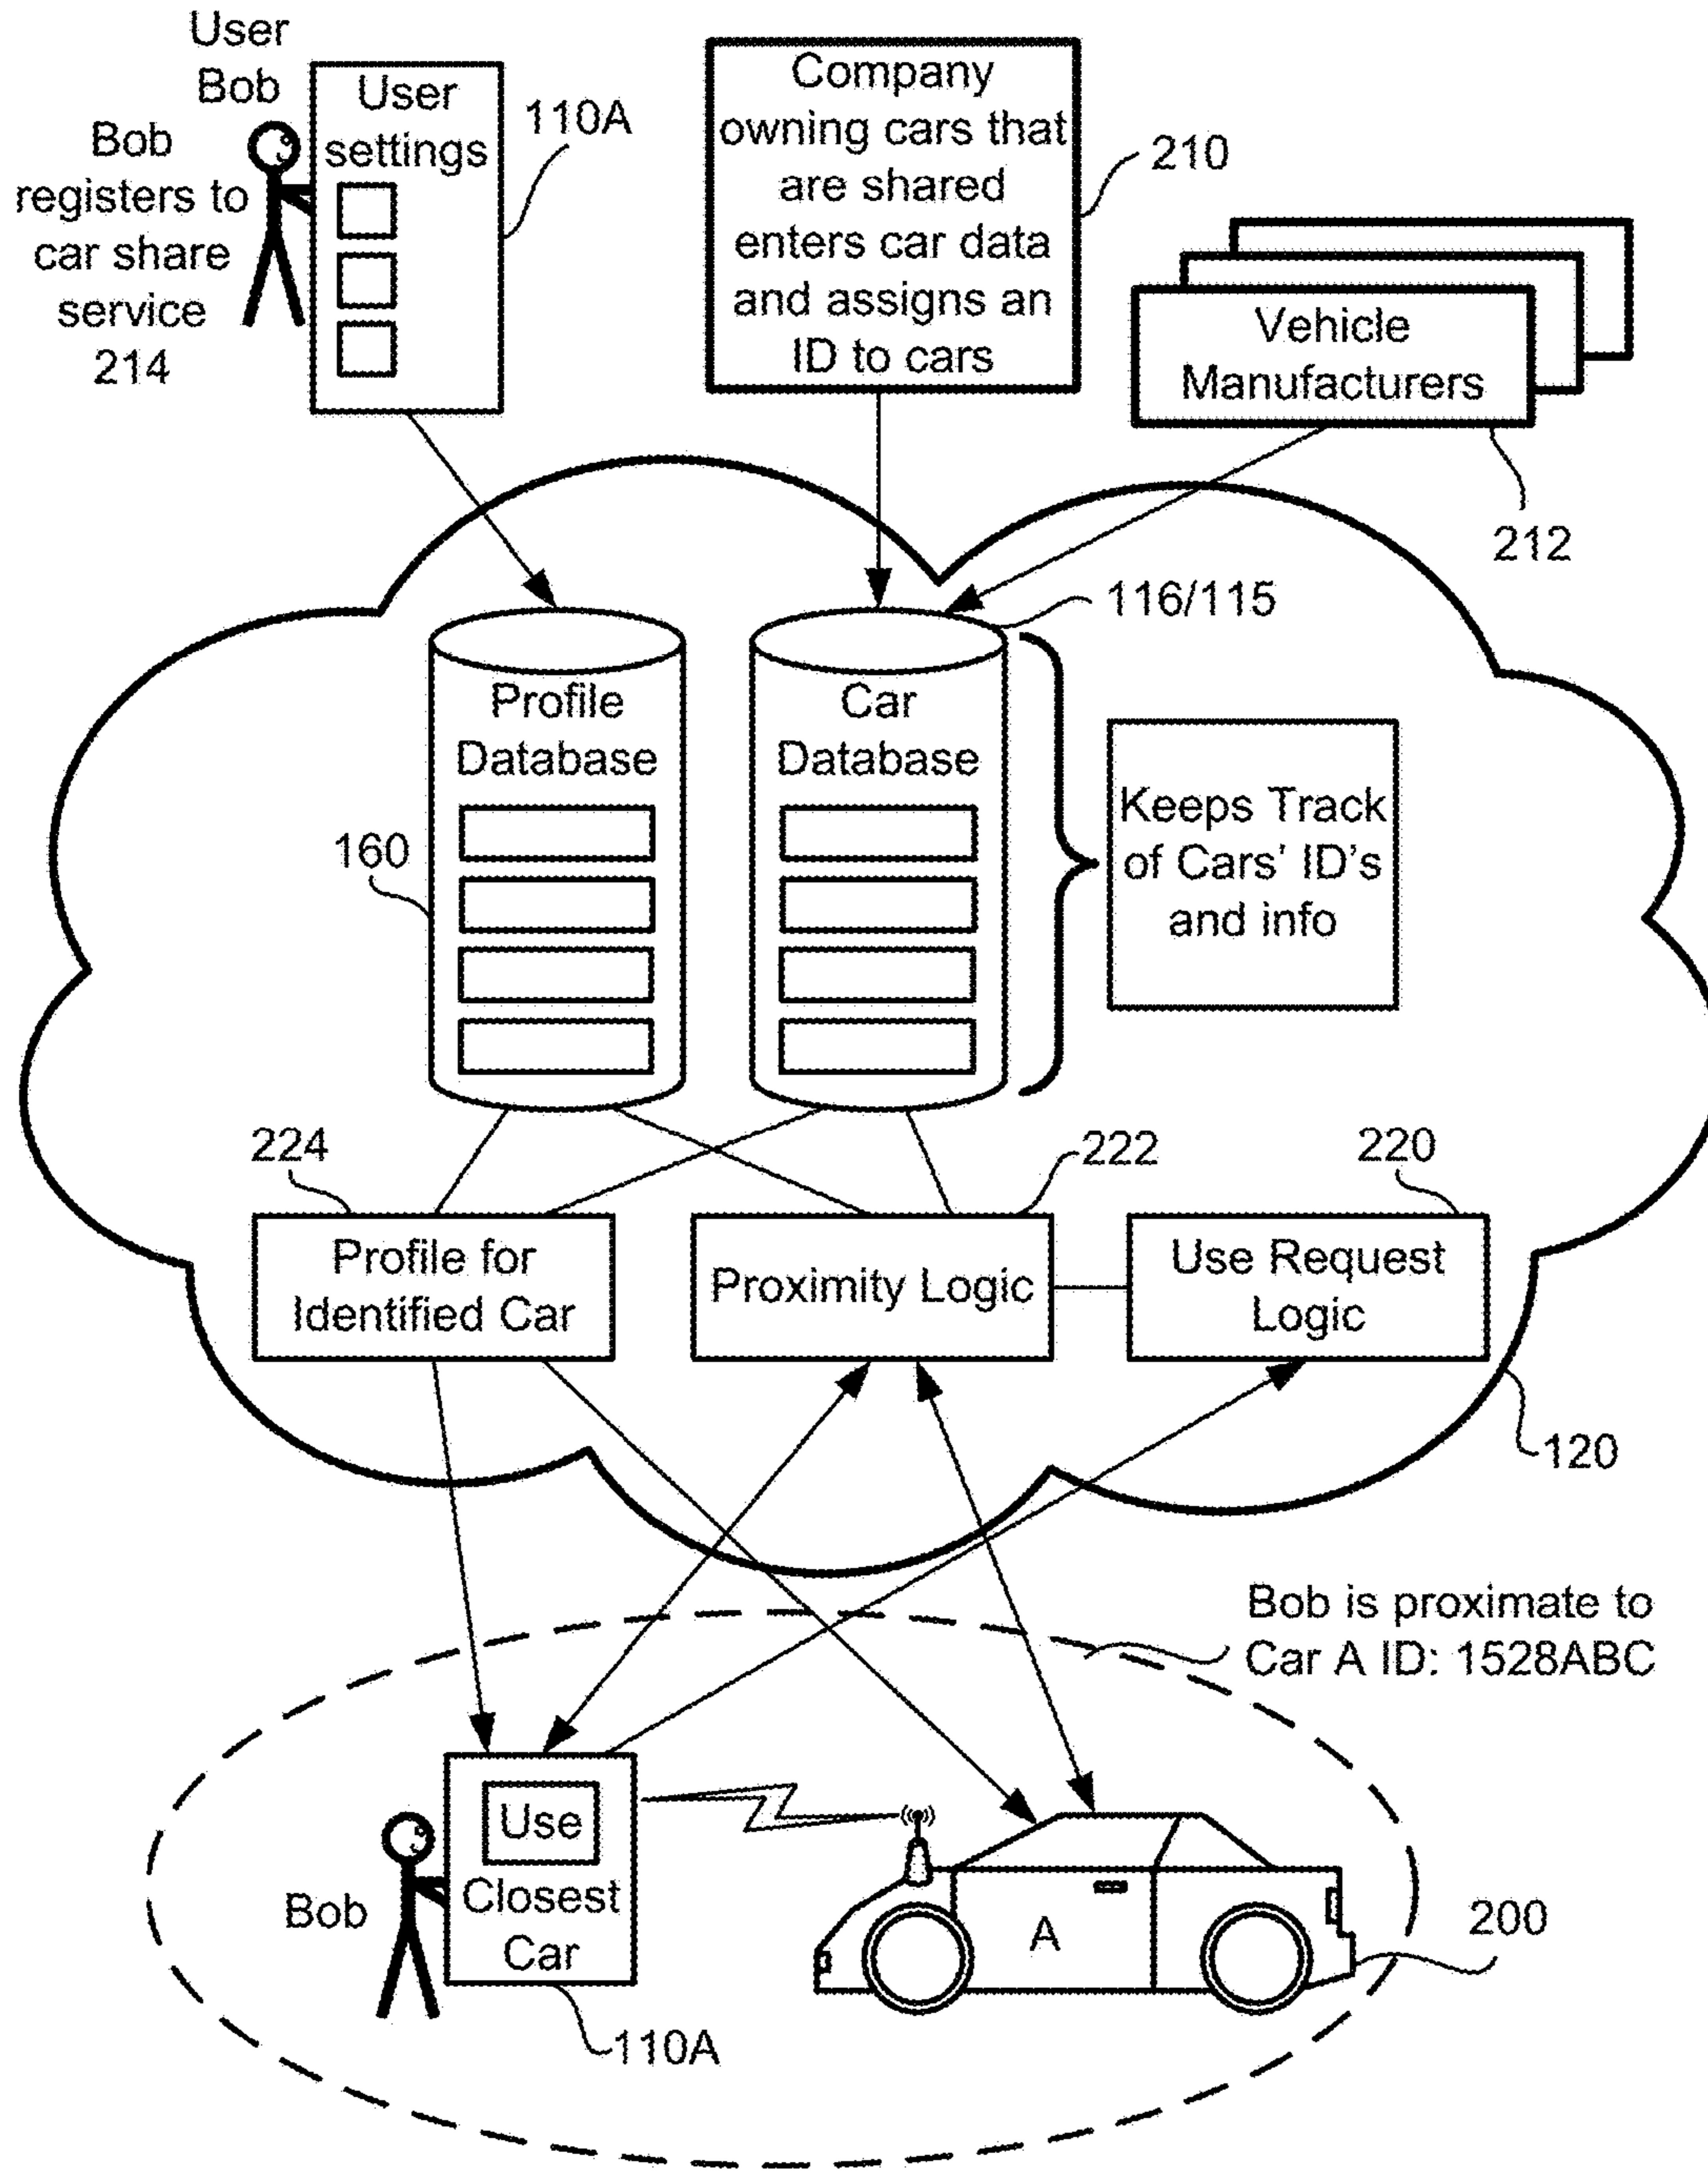 User
Bob
Bob
registers to
car share
service
214
User
settings
110A
Company
owning cars that
are shared
enters car data
and assigns an
ID to cars
210
Vehicle
Manufacturers
212
116/115
Profile
Database
Car
Database
160
Keeps Track
of Cars' ID's
and info
224
222
220
Profile for
Identified Car
Proximity Logic
Use Request
Logic
120
Bob is proximate to
Car A ID: 1528ABC
Bob
Use
Closest
Car
A
200
110A